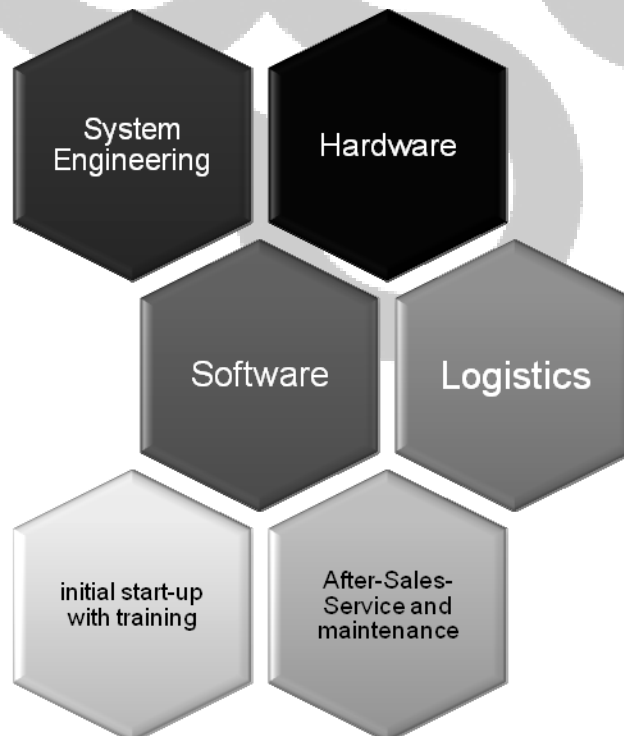 System
Engineering
Hardware
Software
Logistics
initial start-up
with training
After-Sales-
Service and
maintenance